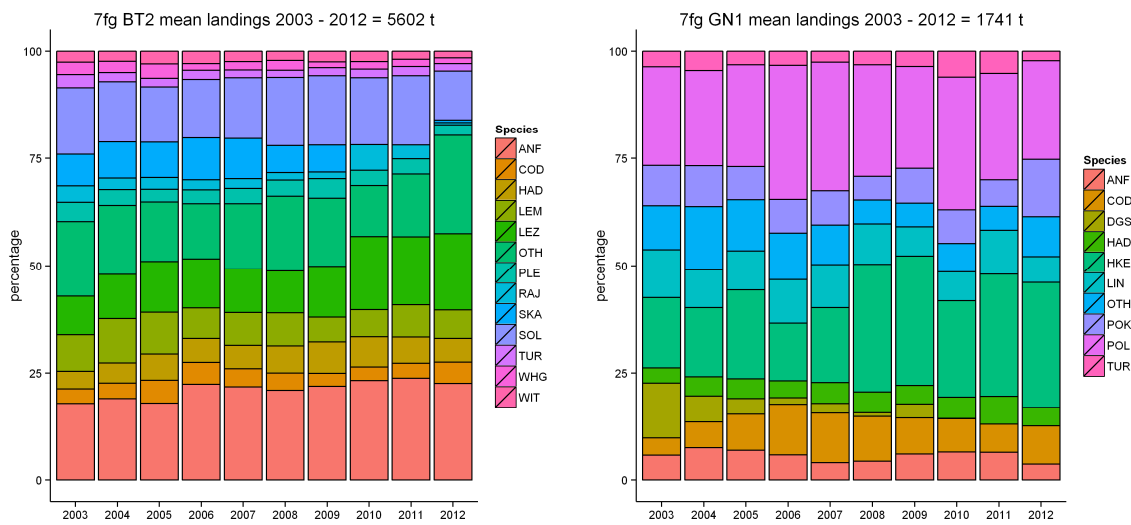 7fg BT2 mean landings 2003 - 2012 = 5602 t
percentage
100
75
50
25
0
2003 2004 2005 2006 2007 2008 2009 2010 2011 2012
Species
ANF
COD
HAD
LEM
LEZ
OTH
PLE
RAJ
SKA
SOL
TUR
WHG
WIT
7fg GN1 mean landings 2003 - 2012 = 1741 t
percentage
100
75
50
25
0
2003 2004 2005 2006 2007 2008 2009 2010 2011 2012
Species
ANF
COD
DGS
HAD
HKE
LIN
OTH
POK
POL
TUR